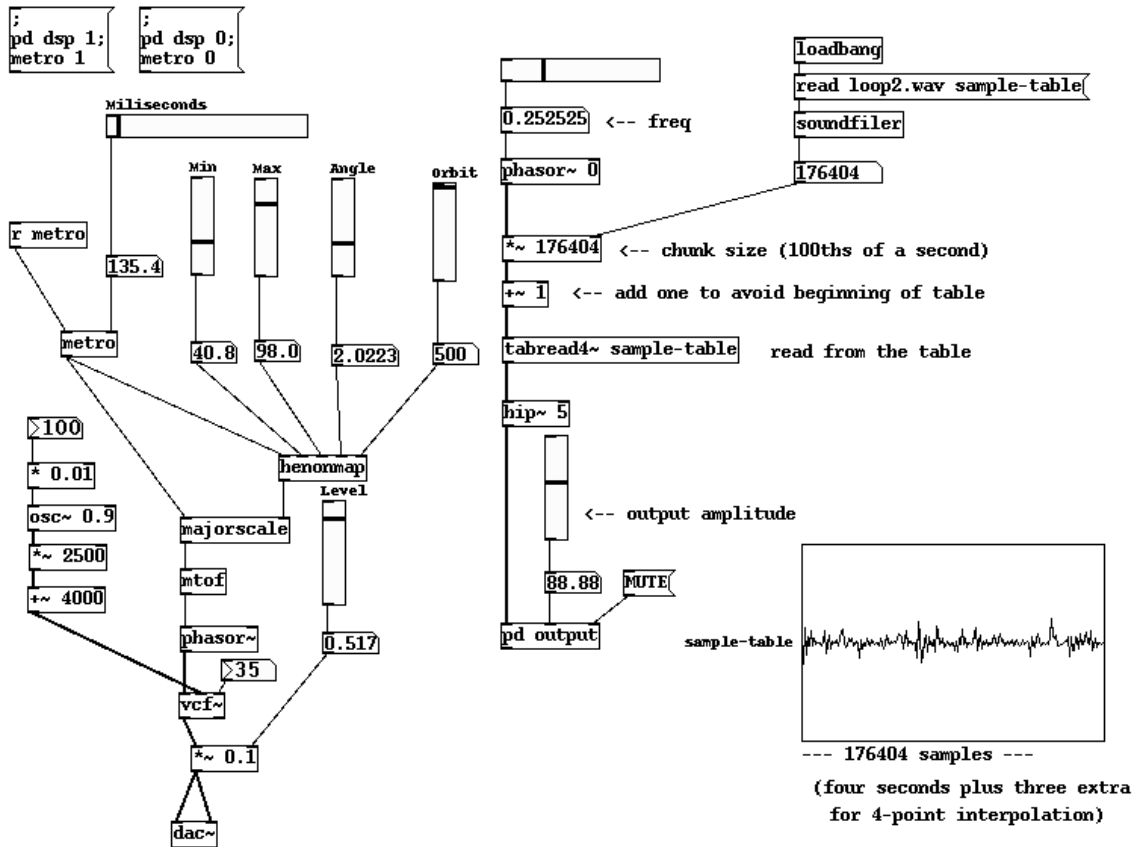 ;
pd dsp 1;
metro 1
;
pd dsp 0;
metro 0
Miliseconds
r metro
135.4
metro
Min
Max
Angle
Orbit
40.8
98.0
2.0223
500
>100
* 0.01
osc~ 0.9
*~ 2500
+~ 4000
henonmap
Level
majorscale
mtof
phasor~
>35
0.517
vcf~
*~ 0.1
dac~
0.252525
<-- freq
phasor~ 0
loadbang
read loop2.wav sample-table
soundfiler
176404
*~ 176404
<-- chunk size (100ths of a second)
+~ 1
<-- add one to avoid beginning of table
tabread4~ sample-table
read from the table
hip~ 5
<-- output amplitude
88.88
MUTE
pd output
sample-table
--- 176404 samples ---
(four seconds plus three extra
for 4-point interpolation)